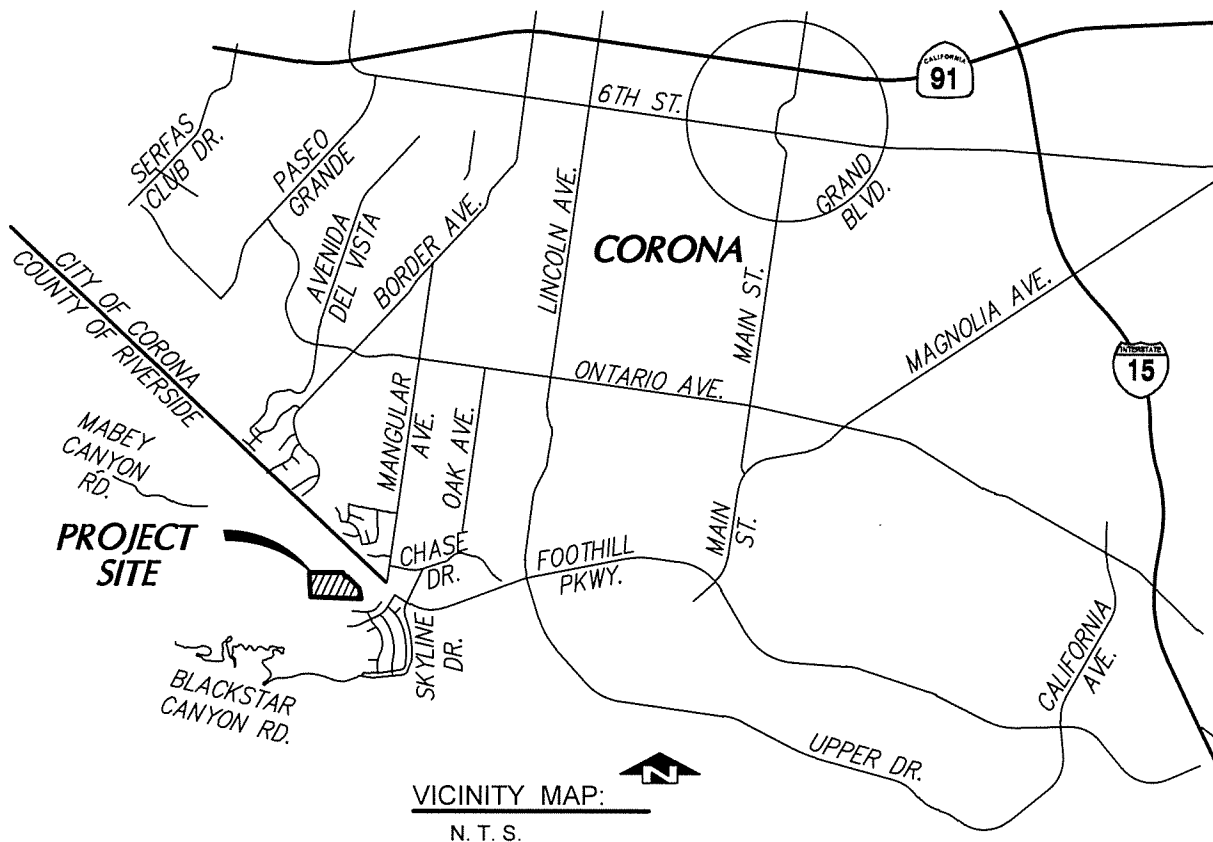 CALIFORNIA
91
6TH ST.
SERFAS
CLUB DR.
PASEO
GRANDE
GRAND
BLVD.
AVENIDA
DEL VISTA
BORDER AVE.
LINCOLN AVE.
CORONA
MAIN ST.
CITY OF CORONA
COUNTY OF RIVERSIDE
MAGNOLIA AVE.
INTERSTATE
15
ONTARIO AVE.
MANGULAR
AVE.
OAK AVE.
MABEY
CANYON
RD.
PROJECT
SITE
CHASE
DR.
FOOTHILL
PKWY.
MAIN
ST.
SKYLINE
DR.
CALIFORNIA
AVE.
BLACKSTAR
CANYON RD.
UPPER DR.
N
VICINITY MAP:
N. T. S.